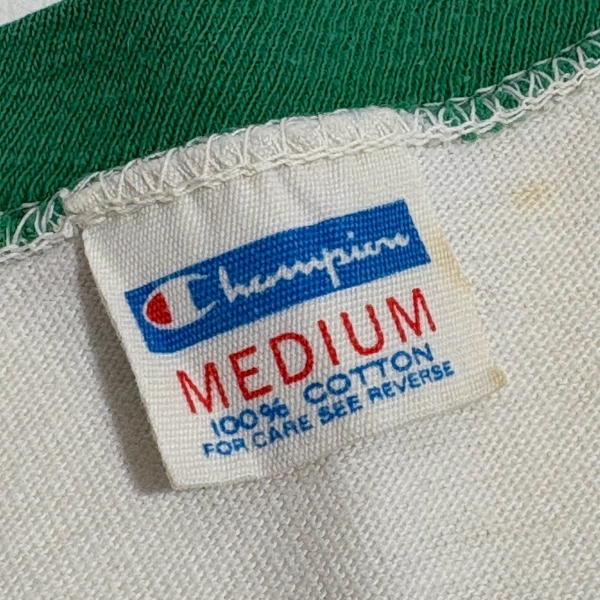 Champion
MEDIUM
100% COTTON
FOR CARE SEE REVERSE